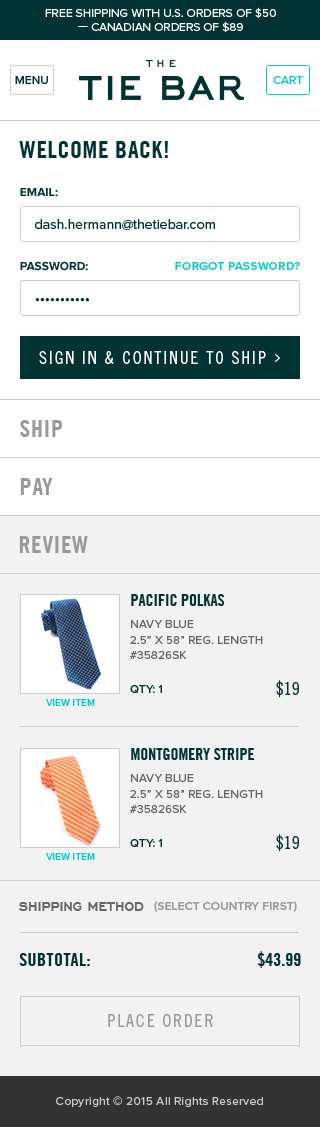 FREE SHIPPING WITH U.S. ORDERS OF $50
— CANADIAN ORDERS OF $89
MENU
THE
TIE BAR
CART
WELCOME BACK!
EMAIL:
dash.hermann@thetiebar.com
PASSWORD:
FORGOT PASSWORD?
•••••••••••
SIGN IN & CONTINUE TO SHIP >
SHIP
PAY
REVIEW
PACIFIC POLKAS
NAVY BLUE
2.5” X 58” REG. LENGTH
#35826SK
QTY: 1
$19
VIEW ITEM
MONTGOMERY STRIPE
NAVY BLUE
2.5” X 58” REG. LENGTH
#35826SK
QTY: 1
$19
VIEW ITEM
SHIPPING METHOD (SELECT COUNTRY FIRST)
SUBTOTAL: $43.99
PLACE ORDER
Copyright © 2015 All Rights Reserved